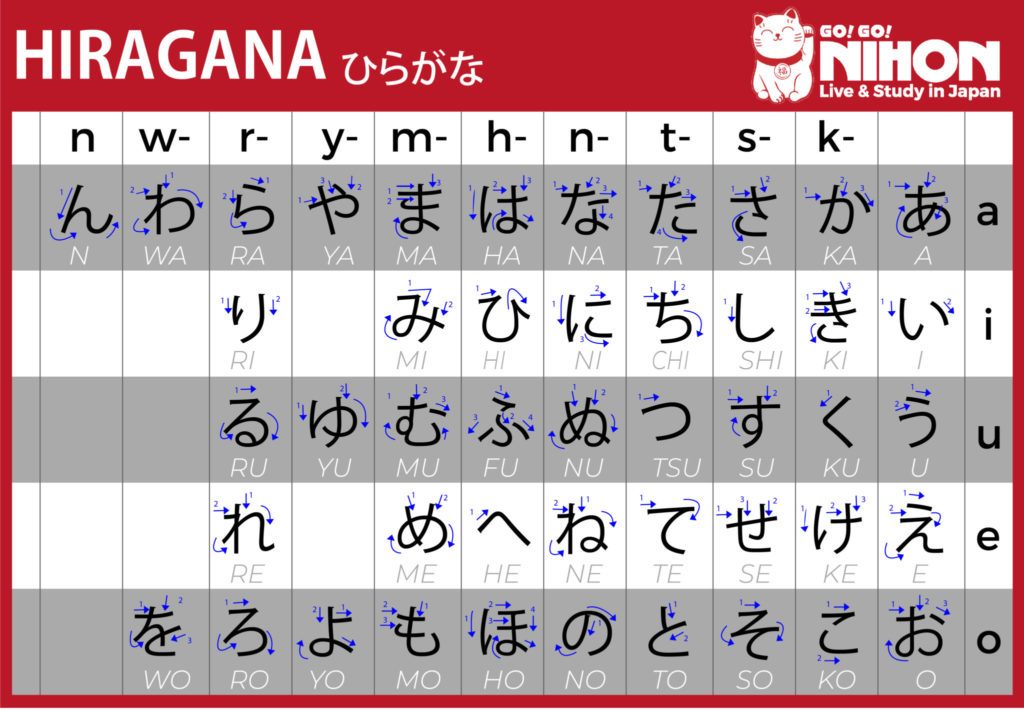 HIRAGANA ひらがな
GO! GO!
NIHON
Live & Study in Japan
福
n w- r- y- m- h- n- t- s- k-
ん わ ら や ま は な た さ か あ a
N WA RA YA MA HA NA TA SA KA A
り み ひ に ち し き い i
RI MI HI NI CHI SHI KI I
る ゆ む ふ ぬ つ す く う u
RU YU MU FU NU TSU SU KU U
れ め へ ね て せ け え e
RE ME HE NE TE SE KE E
を ろ よ も ほ の と そ こ お o
WO RO YO MO HO NO TO SO KO O